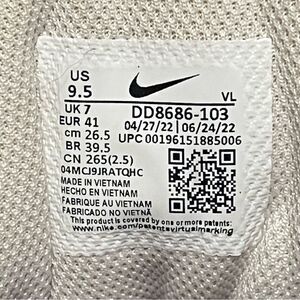 US
9.5
VL
UK 7
EUR 41
cm 26.5
BR 39.5
CN 265(2.5)
DD8686-103
04/27/22 | 06/24/22
UPC 00196151885006
04MCJ9JRATQHC
MADE IN VIETNAM
HECHO EN VIETNAM
FABRIQUE AU VIETNAM
FABRICADO NO VIETNÃ
This product is covered by one or more patents:
www.nike.com/patentsvirtualmarking